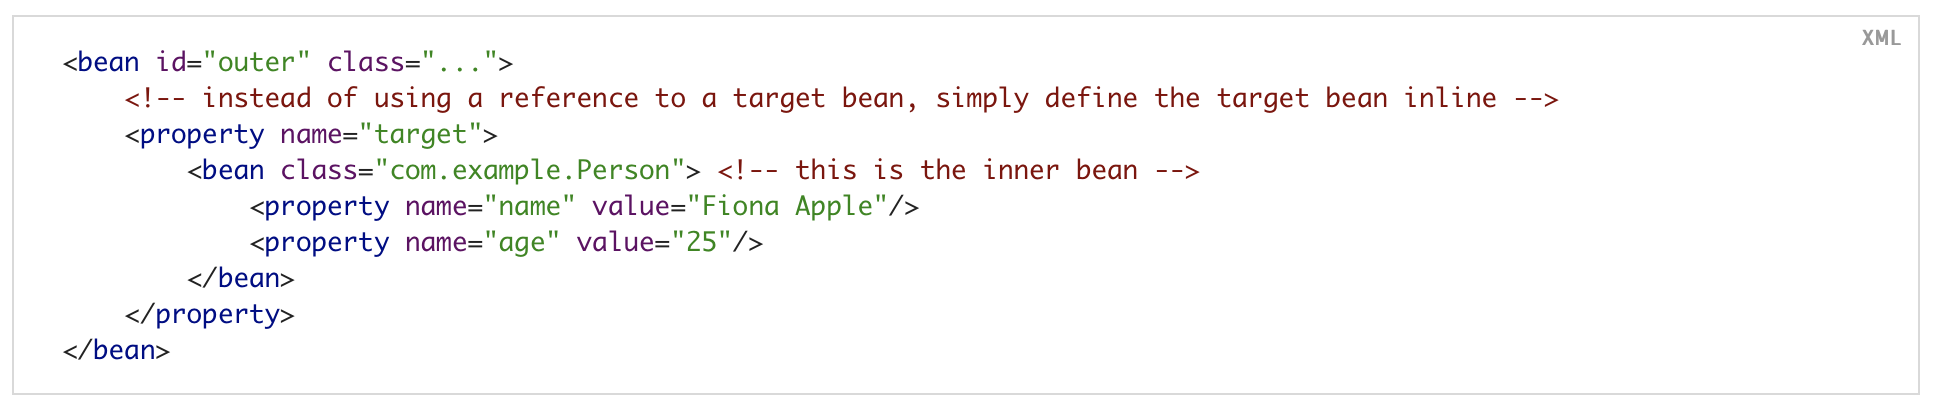 XML
<bean id="outer" class="...">
    <!-- instead of using a reference to a target bean, simply define the target bean inline -->
    <property name="target">
        <bean class="com.example.Person"> <!-- this is the inner bean -->
            <property name="name" value="Fiona Apple"/>
            <property name="age" value="25"/>
        </bean>
    </property>
</bean>